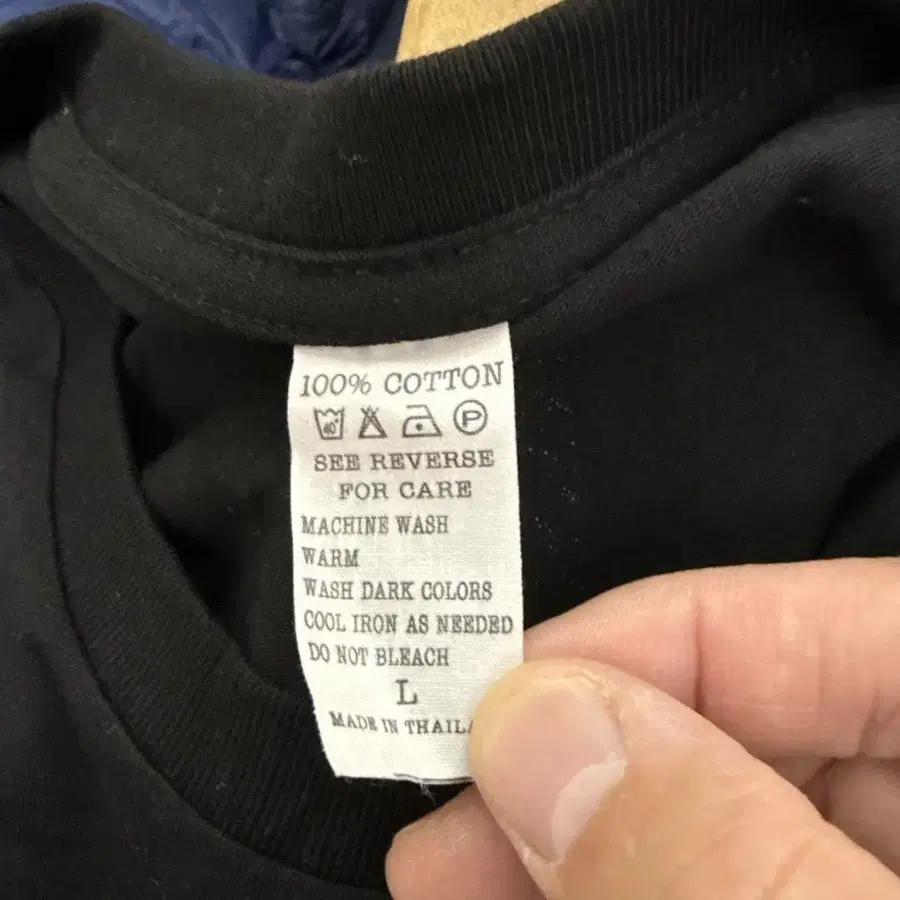 100% COTTON
40° P
SEE REVERSE
FOR CARE
MACHINE WASH
WARM
WASH DARK COLORS
COOL IRON AS NEEDED
DO NOT BLEACH
L
MADE IN